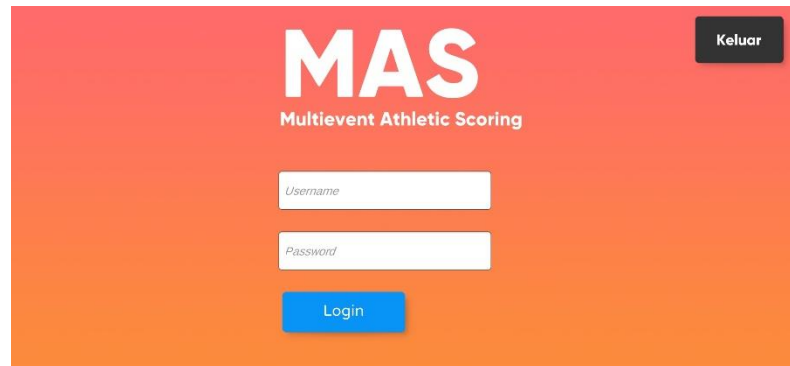 MAS
Keluar
Multievent Athletic Scoring
Username
Password
Login